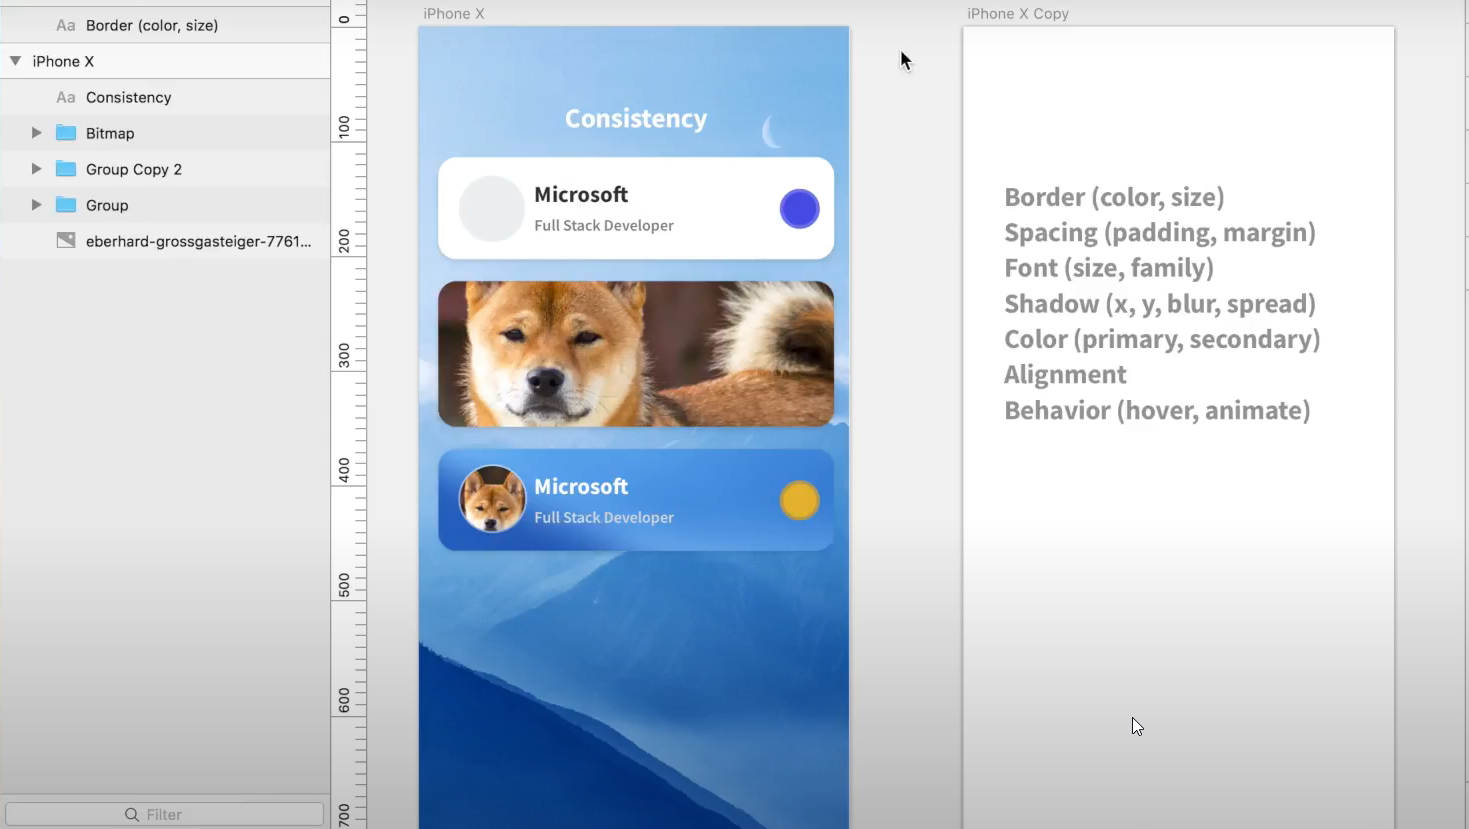 Aa Border (color, size)
iPhone X
Aa Consistency
Bitmap
Group Copy 2
Group
eberhard-grossgasteiger-7761...
Filter
0
100
200
300
400
500
600
700
iPhone X
Consistency
Microsoft
Full Stack Developer
Microsoft
Full Stack Developer
iPhone X Copy
Border (color, size)
Spacing (padding, margin)
Font (size, family)
Shadow (x, y, blur, spread)
Color (primary, secondary)
Alignment
Behavior (hover, animate)